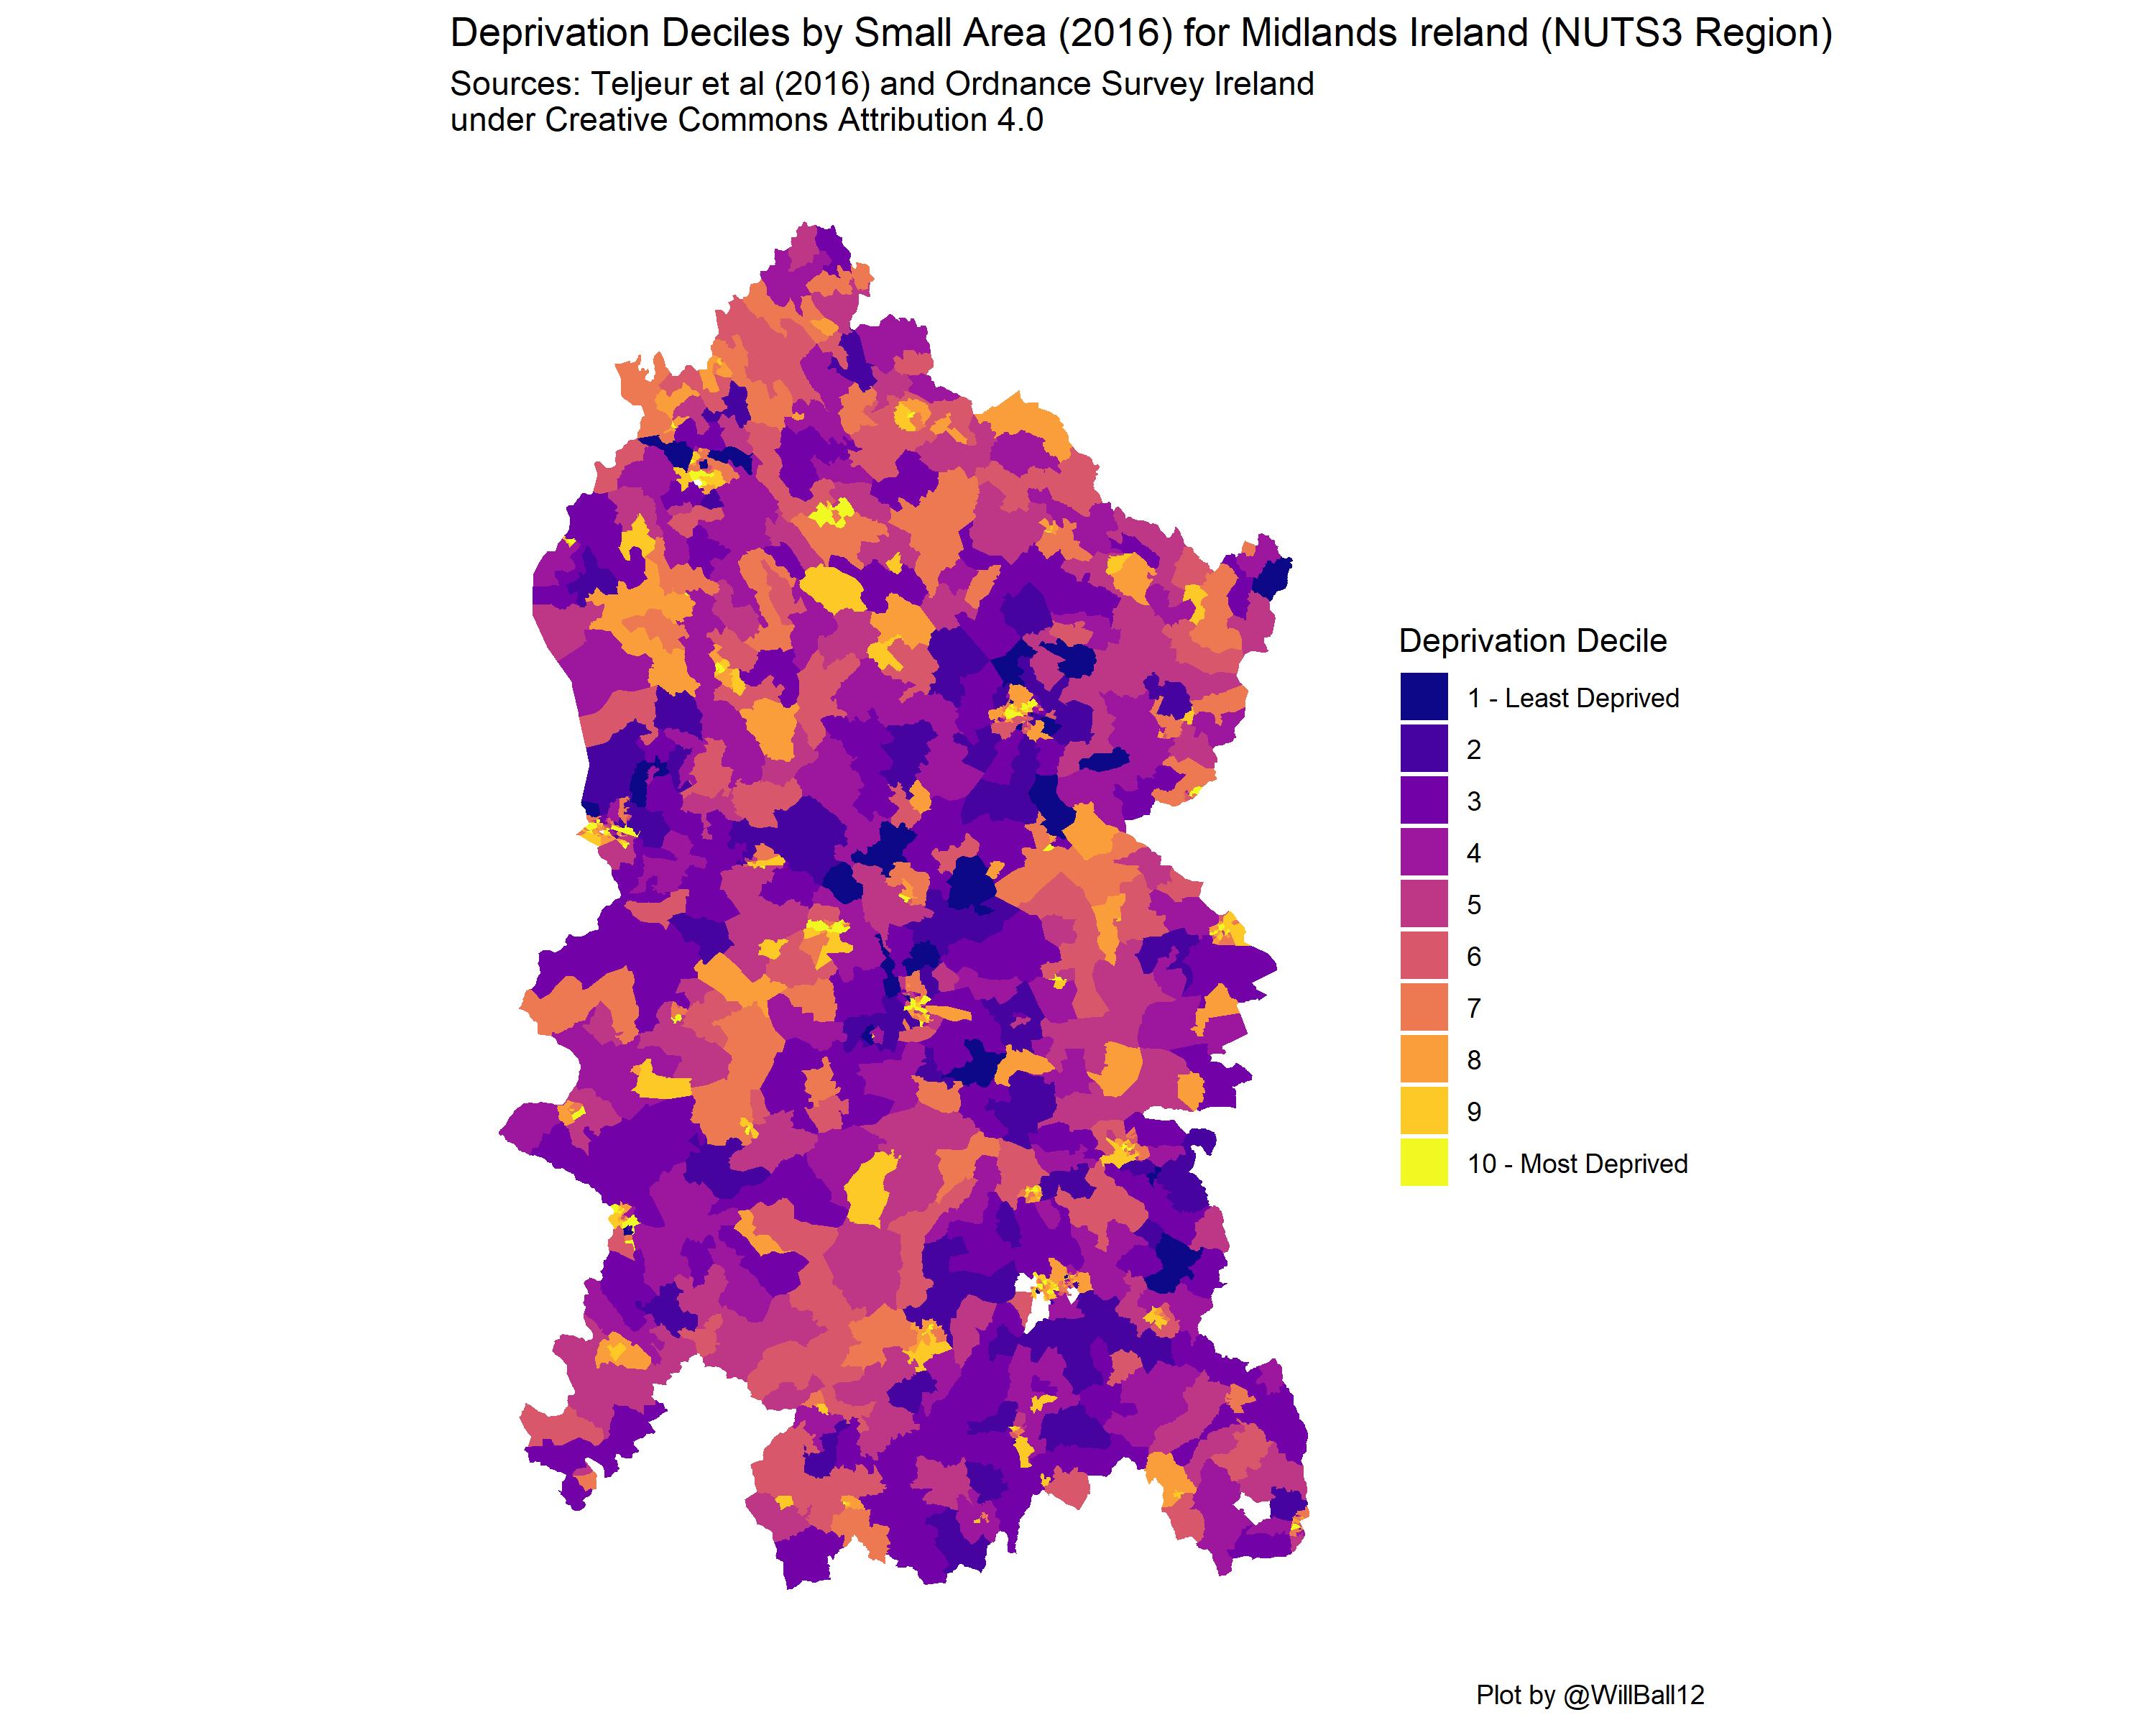 Deprivation Deciles by Small Area (2016) for Midlands Ireland (NUTS3 Region)
Sources: Teljeur et al (2016) and Ordnance Survey Ireland
under Creative Commons Attribution 4.0
Deprivation Decile
1 - Least Deprived
2
3
4
5
6
7
8
9
10 - Most Deprived
Plot by @WillBall12